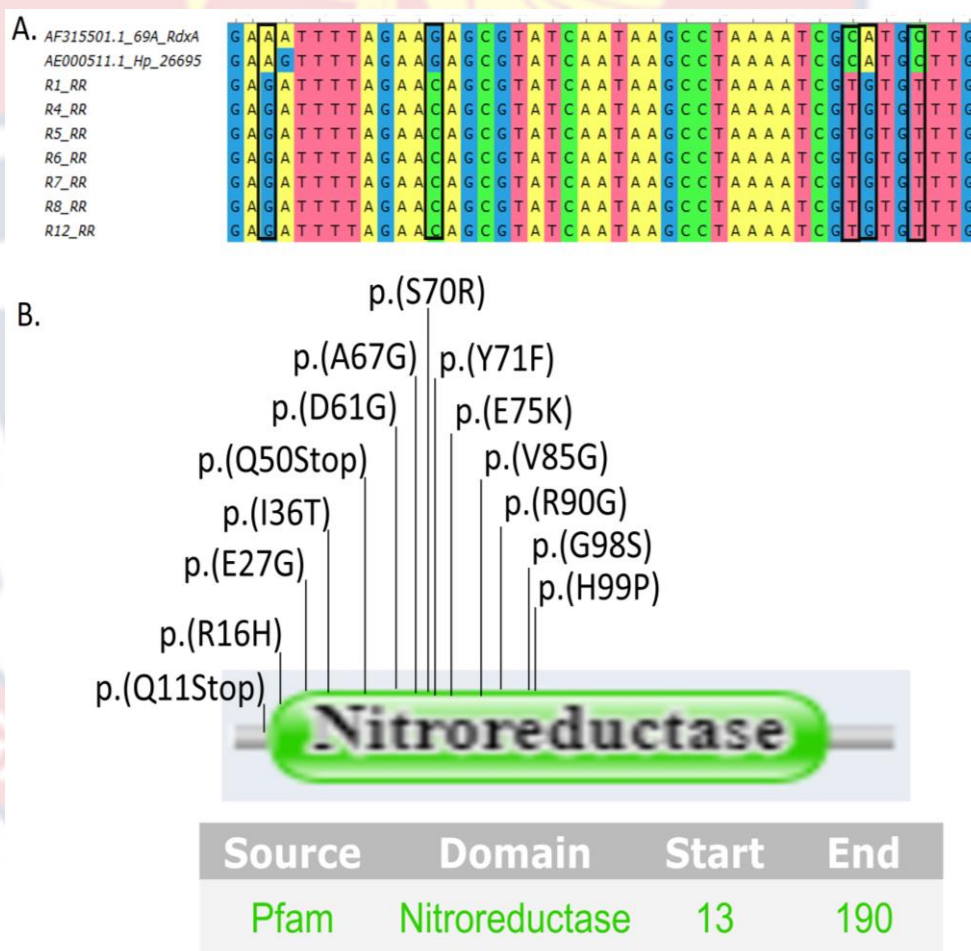 A.
AF315501.1_69A_RdxA G A A A T T T T A G A A G A G C G T A T C A A T A A G C C T A A A A T C G C A T G C T T G
AE000511.1_Hp_26695 G A A G T T T T A G A A G A G C G T A T C A A T A A G C C T A A A A T C G C A T G C T T G
R1_RR G A G A T T T T A G A A C A G C G T A T C A A T A A G C C T A A A A T C G T G T G T T T G
R4_RR G A G A T T T T A G A A C A G C G T A T C A A T A A G C C T A A A A T C G T G T G T T T G
R5_RR G A G A T T T T A G A A C A G C G T A T C A A T A A G C C T A A A A T C G T G T G T T T G
R6_RR G A G A T T T T A G A A C A G C G T A T C A A T A A G C C T A A A A T C G T G T G T T T G
R7_RR G A G A T T T T A G A A C A G C G T A T C A A T A A G C C T A A A A T C G T G T G T T T G
R8_RR G A G A T T T T A G A A C A G C G T A T C A A T A A G C C T A A A A T C G T G T G T T T G
R12_RR G A G A T T T T A G A A C A G C G T A T C A A T A A G C C T A A A A T C G T G T G T T T G
B.
p.(S70R)
p.(A67G) p.(Y71F)
p.(D61G) p.(E75K)
p.(Q50Stop) p.(V85G)
p.(I36T) p.(R90G)
p.(E27G) p.(G98S)
p.(H99P)
p.(R16H)
p.(Q11Stop)
Nitroreductase
Source Domain Start End
Pfam Nitroreductase 13 190